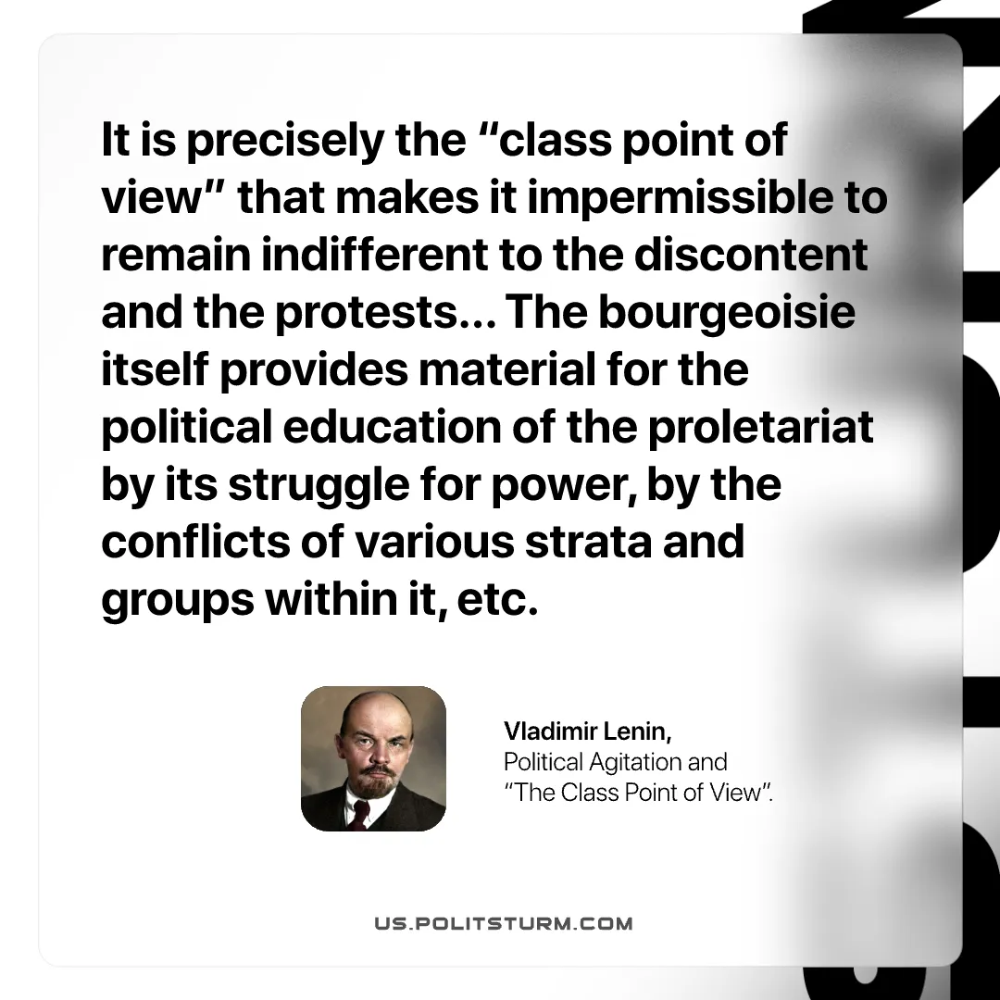 It is precisely the “class point of
view” that makes it impermissible to
remain indifferent to the discontent
and the protests... The bourgeoisie
itself provides material for the
political education of the proletariat
by its struggle for power, by the
conflicts of various strata and
groups within it, etc.
Vladimir Lenin,
Political Agitation and
“The Class Point of View”.
US.POLITSTURM.COM